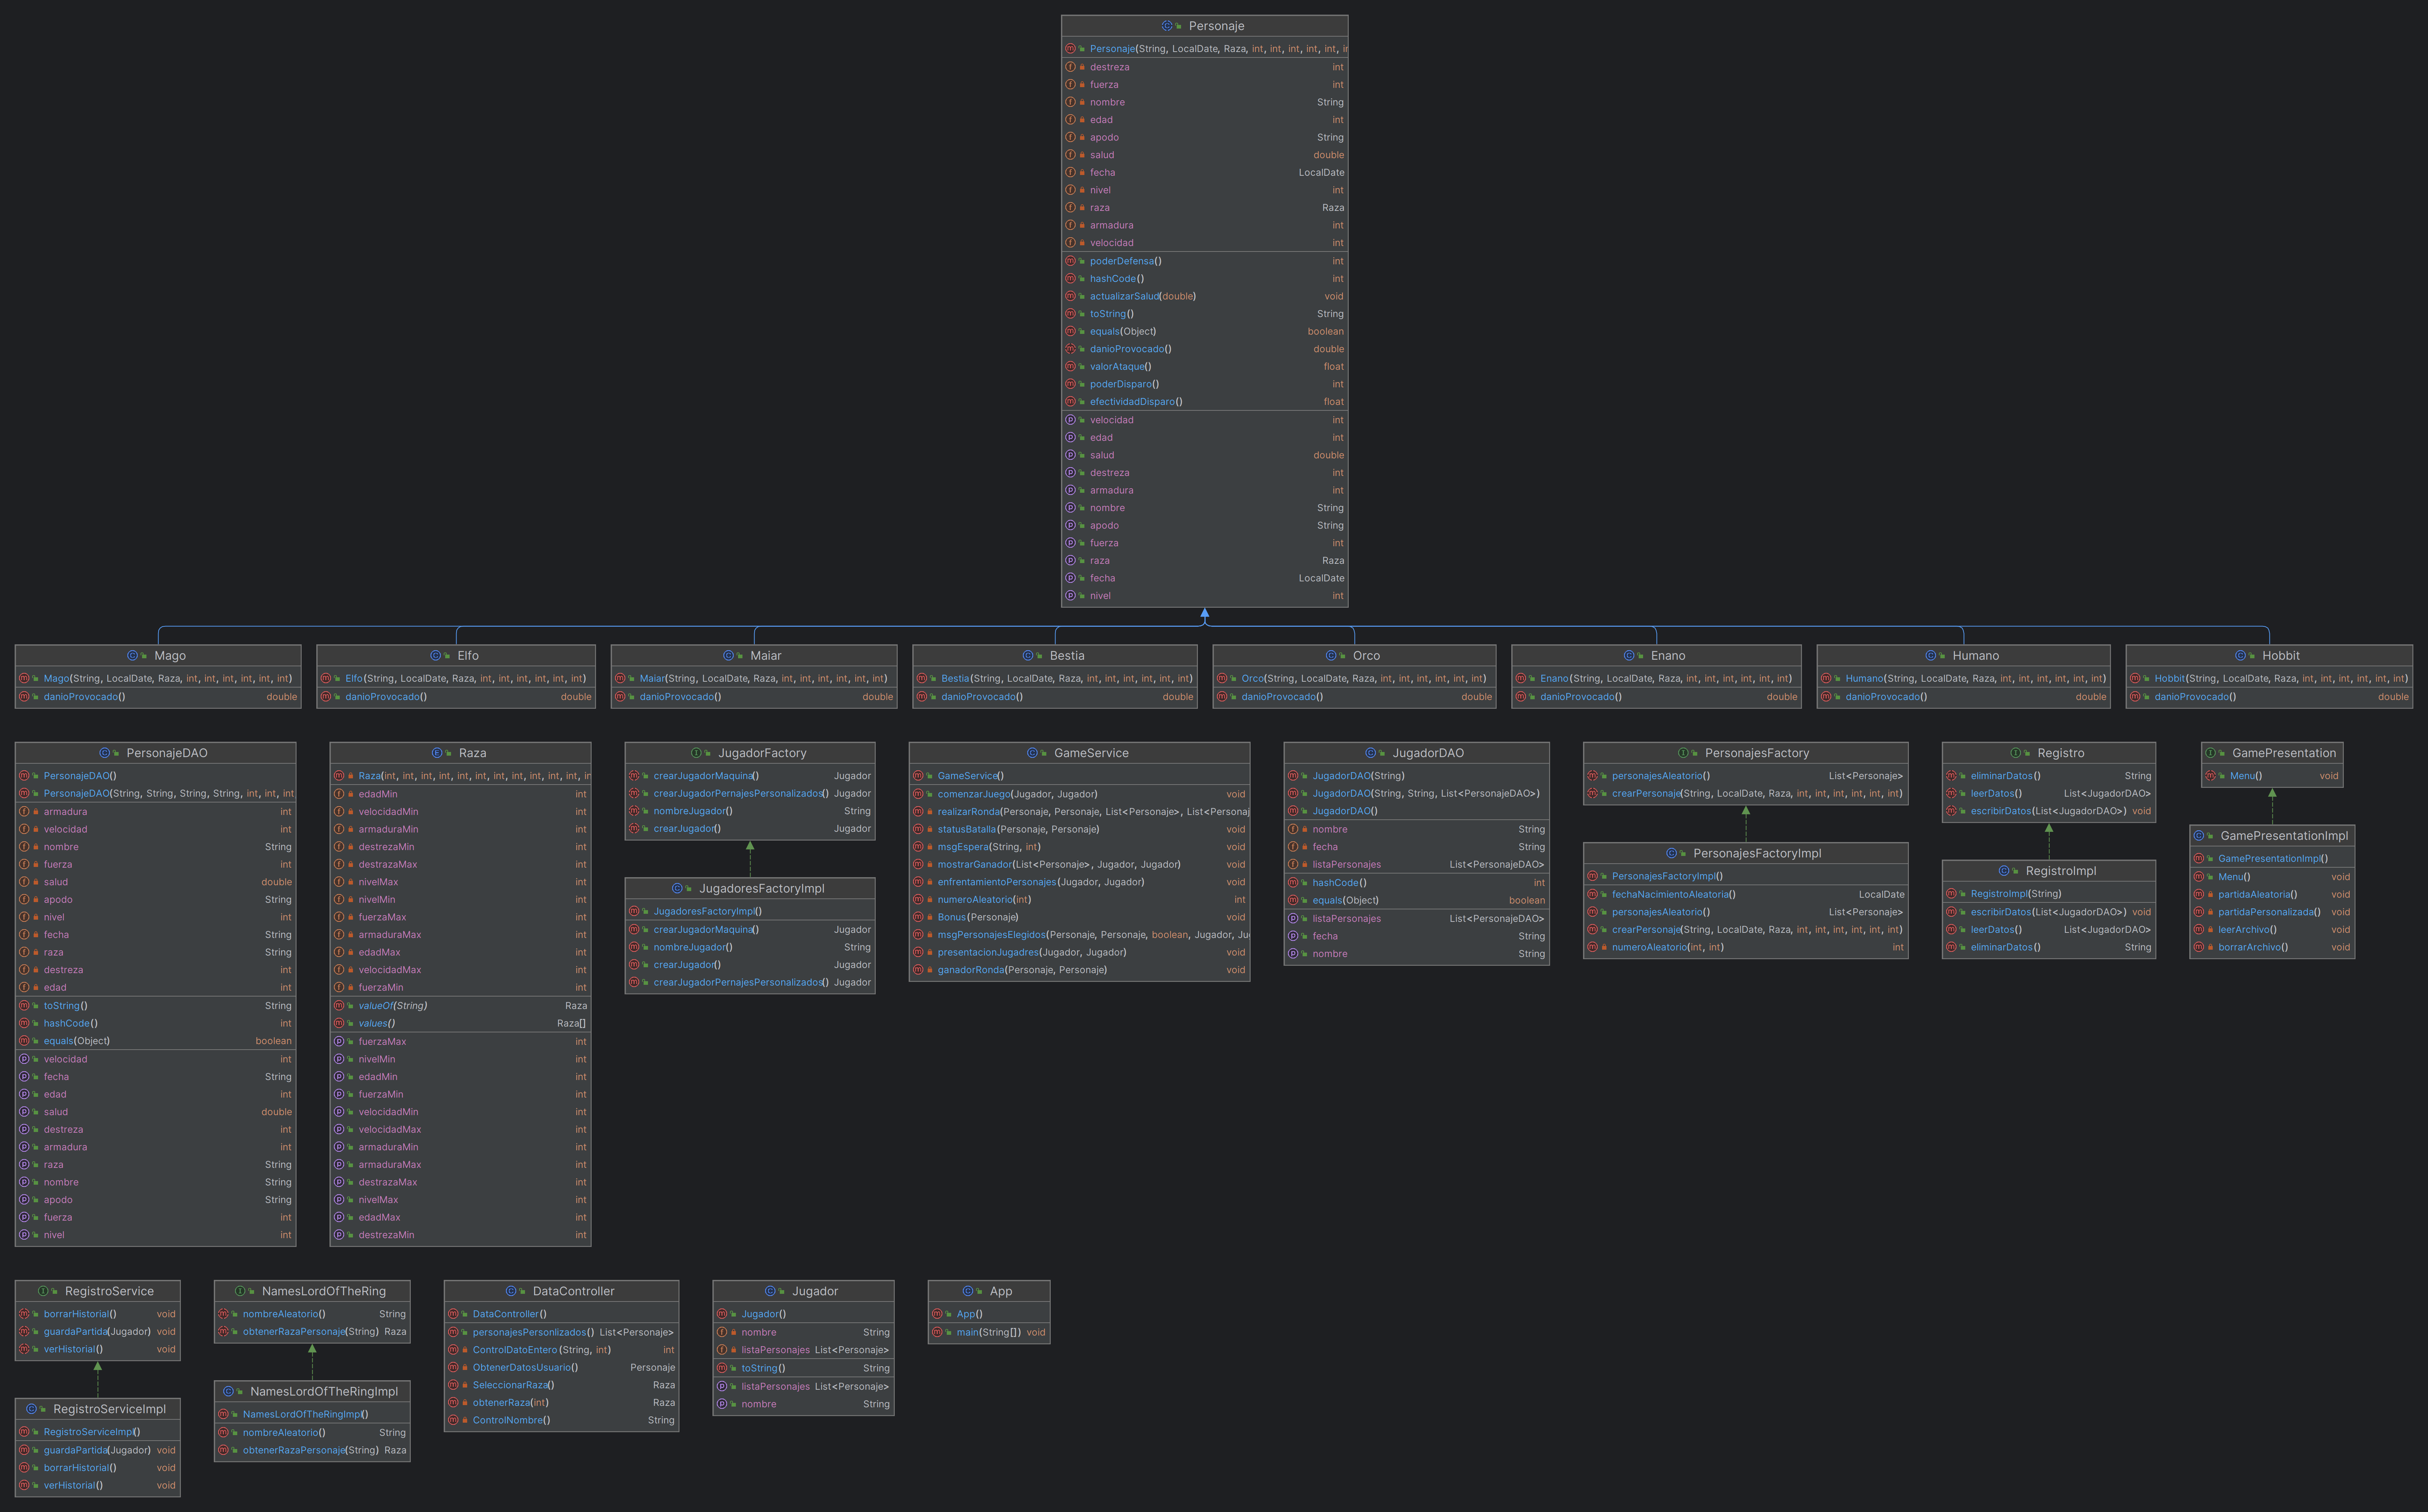 Personaje
Personaje(String, LocalDate, Raza, int, int, int, int, int, in
destreza int
fuerza int
nombre String
edad int
apodo String
salud double
fecha LocalDate
nivel int
raza Raza
armadura int
velocidad int
poderDefensa() int
hashCode() int
actualizarSalud(double) void
toString() String
equals(Object) boolean
danioProvocado() double
valorAtaque() float
poderDisparo() int
efectividadDisparo() float
velocidad int
edad int
salud double
destreza int
armadura int
nombre String
apodo String
fuerza int
raza Raza
fecha LocalDate
nivel int
Mago
Mago(String, LocalDate, Raza, int, int, int, int, int, int)
danioProvocado() double
Elfo
Elfo(String, LocalDate, Raza, int, int, int, int, int, int)
danioProvocado() double
Maiar
Maiar(String, LocalDate, Raza, int, int, int, int, int, int)
danioProvocado() double
Bestia
Bestia(String, LocalDate, Raza, int, int, int, int, int, int)
danioProvocado() double
Orco
Orco(String, LocalDate, Raza, int, int, int, int, int, int)
danioProvocado() double
Enano
Enano(String, LocalDate, Raza, int, int, int, int, int, int)
danioProvocado() double
Humano
Humano(String, LocalDate, Raza, int, int, int, int, int, int)
danioProvocado() double
Hobbit
Hobbit(String, LocalDate, Raza, int, int, int, int, int, int)
danioProvocado() double
PersonajeDAO
PersonajeDAO()
PersonajeDAO(String, String, String, String, int, int, int,
armadura int
velocidad int
nombre String
fuerza int
salud double
apodo String
nivel int
fecha String
raza String
destreza int
edad int
toString() String
hashCode() int
equals(Object) boolean
velocidad int
fecha String
edad int
salud double
destreza int
armadura int
raza String
nombre String
apodo String
fuerza int
nivel int
Raza
Raza(int, int, int, int, int, int, int, int, int, int, int, in
edadMin int
velocidadMin int
armaduraMin int
destrezaMin int
destrazaMax int
nivelMax int
nivelMin int
fuerzaMax int
armaduraMax int
edadMax int
velocidadMax int
fuerzaMin int
valueOf(String) Raza
values() Raza[]
fuerzaMax int
nivelMin int
edadMin int
fuerzaMin int
velocidadMin int
velocidadMax int
armaduraMin int
armaduraMax int
destrazaMax int
nivelMax int
edadMax int
destrezaMin int
JugadorFactory
crearJugadorMaquina() Jugador
crearJugadorPernajesPersonalizados() Jugador
nombreJugador() String
crearJugador() Jugador
JugadoresFactoryImpl
JugadoresFactoryImpl()
crearJugadorMaquina() Jugador
nombreJugador() String
crearJugador() Jugador
crearJugadorPernajesPersonalizados() Jugador
GameService
GameService()
comenzarJuego(Jugador, Jugador) void
realizarRonda(Personaje, Personaje, List<Personaje>, List<Personaj
statusBatalla(Personaje, Personaje) void
msgEspera(String, int) void
mostrarGanador(List<Personaje>, Jugador, Jugador) void
enfrentamientoPersonajes(Jugador, Jugador) void
numeroAleatorio(int) int
Bonus(Personaje) void
msgPersonajesElegidos(Personaje, Personaje, boolean, Jugador, Ju
presentacionJugadres(Jugador, Jugador) void
ganadorRonda(Personaje, Personaje) void
JugadorDAO
JugadorDAO(String)
JugadorDAO(String, String, List<PersonajeDAO>)
JugadorDAO()
nombre String
fecha String
listaPersonajes List<PersonajeDAO>
hashCode() int
equals(Object) boolean
listaPersonajes List<PersonajeDAO>
fecha String
nombre String
PersonajesFactory
personajesAleatorio() List<Personaje>
crearPersonaje(String, LocalDate, Raza, int, int, int, int, int, int)
PersonajesFactoryImpl
PersonajesFactoryImpl()
fechaNacimientoAleatoria() LocalDate
personajesAleatorio() List<Personaje>
crearPersonaje(String, LocalDate, Raza, int, int, int, int, int, int)
numeroAleatorio(int, int) int
Registro
eliminarDatos() String
leerDatos() List<JugadorDAO>
escribirDatos(List<JugadorDAO>) void
RegistroImpl
RegistroImpl(String)
escribirDatos(List<JugadorDAO>) void
leerDatos() List<JugadorDAO>
eliminarDatos() String
GamePresentation
Menu() void
GamePresentationImpl
GamePresentationImpl()
Menu() void
partidaAleatoria() void
partidaPersonalizada() void
leerArchivo() void
borrarArchivo() void
RegistroService
borrarHistorial() void
guardaPartida(Jugador) void
verHistorial() void
RegistroServiceImpl
RegistroServiceImpl()
guardaPartida(Jugador) void
borrarHistorial() void
verHistorial() void
NamesLordOfTheRing
nombreAleatorio() String
obtenerRazaPersonaje(String) Raza
NamesLordOfTheRingImpl
NamesLordOfTheRingImpl()
nombreAleatorio() String
obtenerRazaPersonaje(String) Raza
DataController
DataController()
personajesPersonlizados() List<Personaje>
ControlDatoEntero(String, int) int
ObtenerDatosUsuario() Personaje
SeleccionarRaza() Raza
obtenerRaza(int) Raza
ControlNombre() String
Jugador
Jugador()
nombre String
listaPersonajes List<Personaje>
toString() String
listaPersonajes List<Personaje>
nombre String
App
App()
main(String[]) void